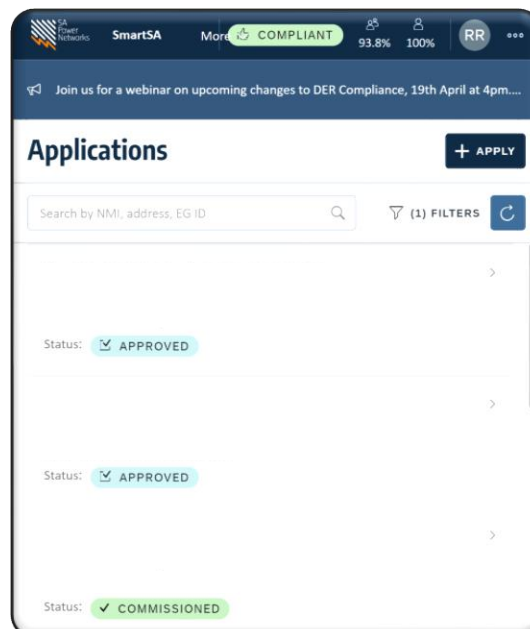 SA Power Networks SmartSA More COMPLIANT 93.8% 100% RR
Join us for a webinar on upcoming changes to DER Compliance, 19th April at 4pm....
Applications
+ APPLY
Search by NMI, address, EG ID
(1) FILTERS
Status: APPROVED
Status: APPROVED
Status: COMMISSIONED